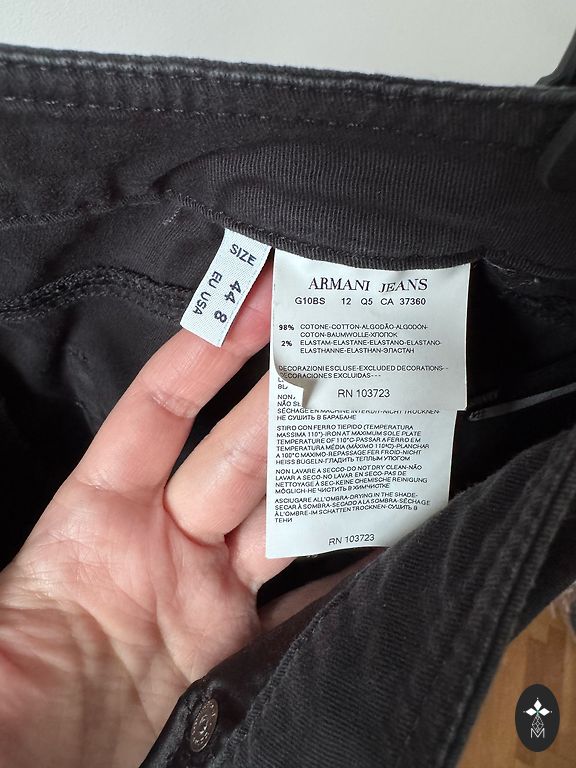 SIZE
EU 44
USA 8
ARMANI JEANS
G10BS 12 Q5 CA 37360
98% COTONE-COTTON-ALGODÃO-ALGODÓN-
COTON-BAUMWOLLE-ХЛОПОК
2% ELASTAM-ELASTANE-ELASTANO-ELASTANO-
ELASTHANNE-ELASTHAN-ЭЛАСТАН
DECORAZIONI ESCLUSE-EXCLUDED DECORATIONS--
DECORACIONES EXCLUIDAS---
RN 103723
NON
NÃO
SÉCHAGE EN MACHINE INTERDIT-NICHT TROCKNEN-
НЕ СУШИТЬ В БАРАБАНЕ
STIRO CON FERRO TIEPIDO (TEMPERATURA
MASSIMA 110°)-IRON AT MAXIMUM SOLE PLATE
TEMPERATURE OF 110°C-PASSAR A FERRO EM
TEMPERATURA MÉDIA (MÁXIMO 110°C)-PLANCHAR
A 100°C MAXIMO-REPASSAGE FER FROID-NICHT
HEISS BUGELN-ГЛАДИТЬ ТЕПЛЫМ УТЮГОМ
NON LAVARE A SECCO-DO NOT DRY CLEAN-NÃO
LAVAR A SECO-NO LAVAR EN SECO-PAS DE
NETTOYAGE À SEC-KEINE CHEMISCHE REINIGUNG
MÖGLICH-НЕ ЧИСТИТЬ В ХИМЧИСТКЕ
ASCIUGARE ALL'OMBRA-DRYING IN THE SHADE-
SECAR À SOMBRA-SECADO A LA SOMBRA-SÉCHAGE
À L'OMBRE-IM SCHATTEN TROCKNEN-СУШИТЬ В
ТЕНИ
RN 103723
M